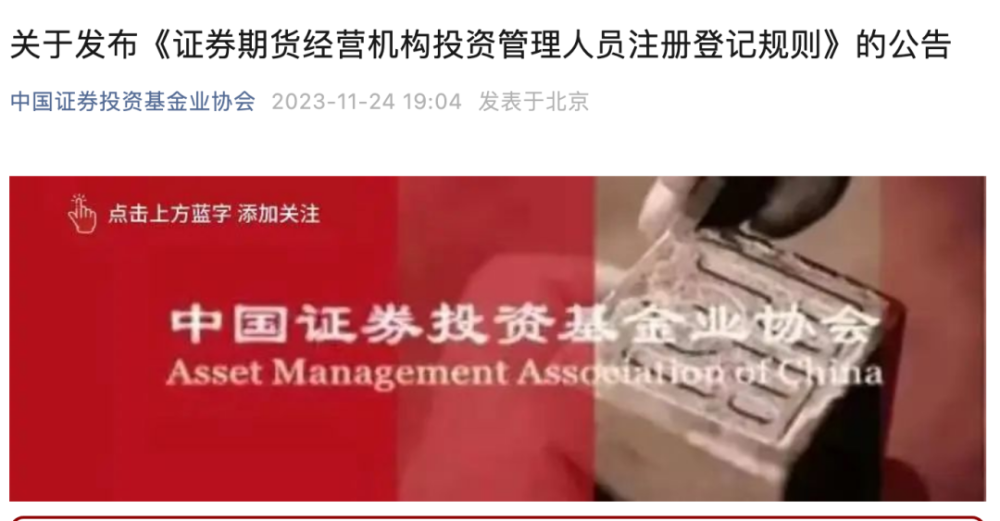 关于发布《证券期货经营机构投资管理人员注册登记规则》的公告
中国证券投资基金业协会 2023-11-24 19:04 发表于北京
点击上方蓝字 添加关注
中国证券投资基金业协会
Asset Management Association of China